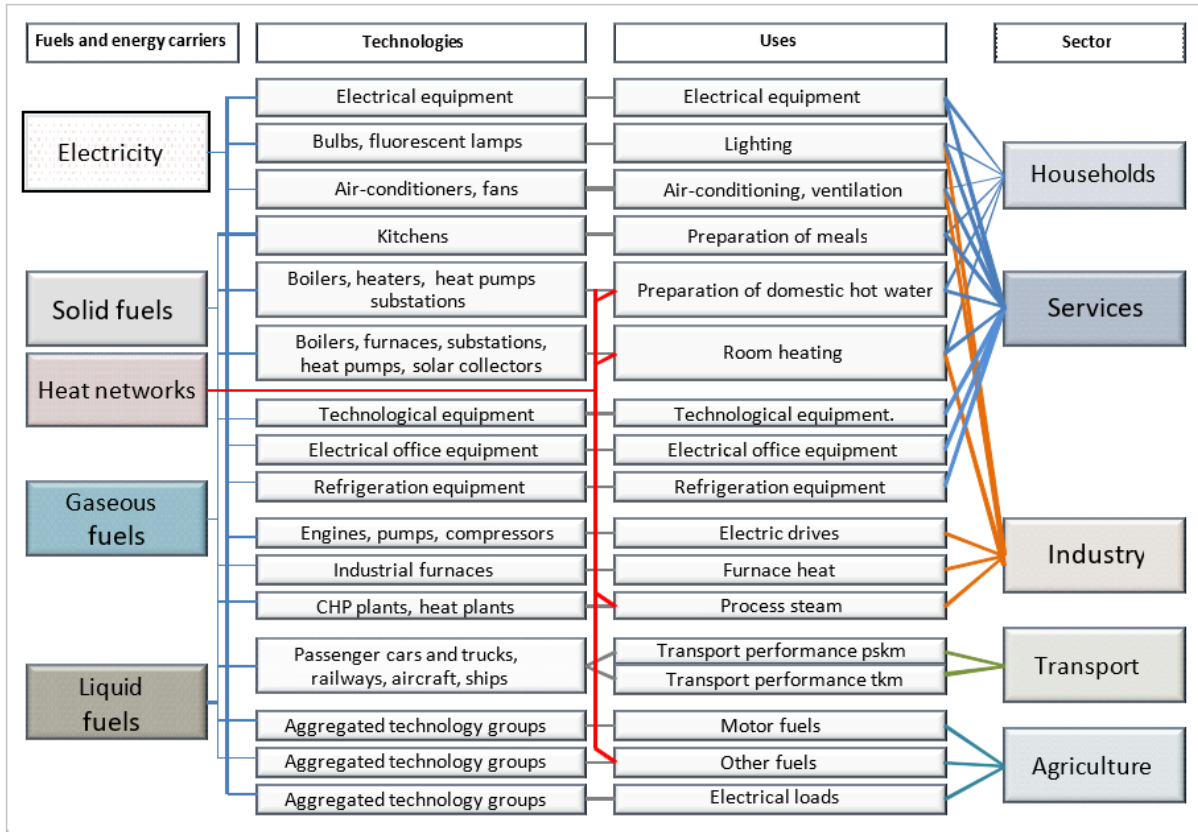 Fuels and energy carriers
Technologies
Uses
Sector
Electricity
Solid fuels
Heat networks
Gaseous
fuels
Liquid
fuels
Electrical equipment
Bulbs, fluorescent lamps
Air-conditioners, fans
Kitchens
Boilers, heaters, heat pumps
substations
Boilers, furnaces, substations,
heat pumps, solar collectors
Technological equipment
Electrical office equipment
Refrigeration equipment
Engines, pumps, compressors
Industrial furnaces
CHP plants, heat plants
Passenger cars and trucks,
railways, aircraft, ships
Aggregated technology groups
Aggregated technology groups
Aggregated technology groups
Electrical equipment
Lighting
Air-conditioning, ventilation
Preparation of meals
Preparation of domestic hot water
Room heating
Technological equipment.
Electrical office equipment
Refrigeration equipment
Electric drives
Furnace heat
Process steam
Transport performance pskm
Transport performance tkm
Motor fuels
Other fuels
Electrical loads
Households
Services
Industry
Transport
Agriculture